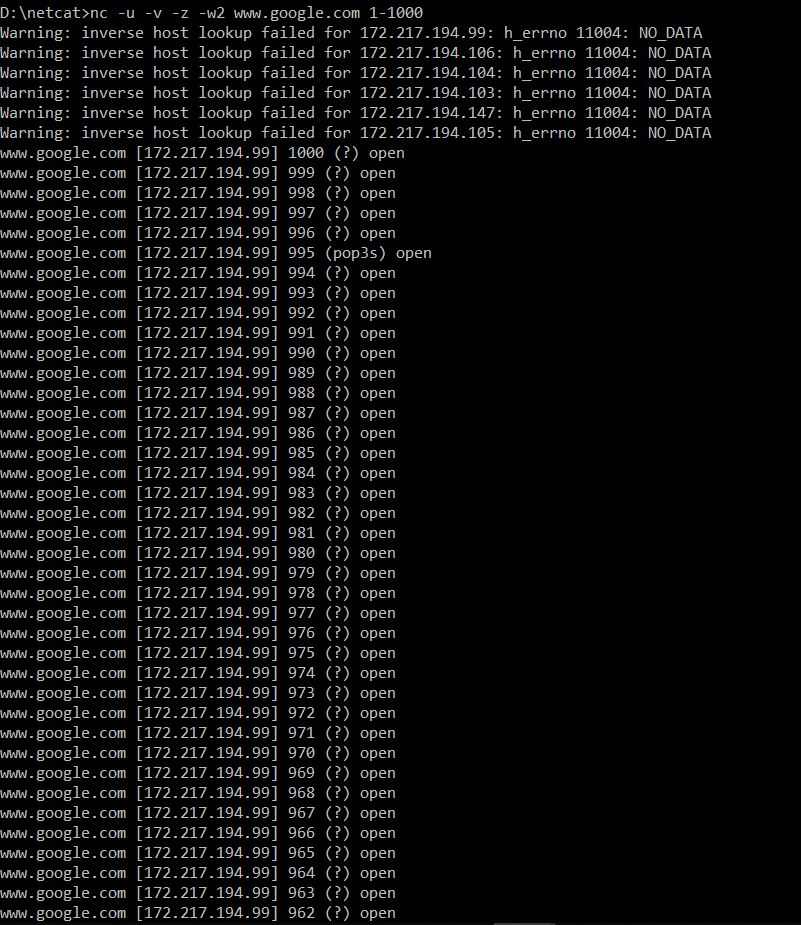 D:\netcat>nc -u -v -z -w2 www.google.com 1-1000
Warning: inverse host lookup failed for 172.217.194.99: h_errno 11004: NO_DATA
Warning: inverse host lookup failed for 172.217.194.106: h_errno 11004: NO_DATA
Warning: inverse host lookup failed for 172.217.194.104: h_errno 11004: NO_DATA
Warning: inverse host lookup failed for 172.217.194.103: h_errno 11004: NO_DATA
Warning: inverse host lookup failed for 172.217.194.147: h_errno 11004: NO_DATA
Warning: inverse host lookup failed for 172.217.194.105: h_errno 11004: NO_DATA
www.google.com [172.217.194.99] 1000 (?) open
www.google.com [172.217.194.99] 999 (?) open
www.google.com [172.217.194.99] 998 (?) open
www.google.com [172.217.194.99] 997 (?) open
www.google.com [172.217.194.99] 996 (?) open
www.google.com [172.217.194.99] 995 (pop3s) open
www.google.com [172.217.194.99] 994 (?) open
www.google.com [172.217.194.99] 993 (?) open
www.google.com [172.217.194.99] 992 (?) open
www.google.com [172.217.194.99] 991 (?) open
www.google.com [172.217.194.99] 990 (?) open
www.google.com [172.217.194.99] 989 (?) open
www.google.com [172.217.194.99] 988 (?) open
www.google.com [172.217.194.99] 987 (?) open
www.google.com [172.217.194.99] 986 (?) open
www.google.com [172.217.194.99] 985 (?) open
www.google.com [172.217.194.99] 984 (?) open
www.google.com [172.217.194.99] 983 (?) open
www.google.com [172.217.194.99] 982 (?) open
www.google.com [172.217.194.99] 981 (?) open
www.google.com [172.217.194.99] 980 (?) open
www.google.com [172.217.194.99] 979 (?) open
www.google.com [172.217.194.99] 978 (?) open
www.google.com [172.217.194.99] 977 (?) open
www.google.com [172.217.194.99] 976 (?) open
www.google.com [172.217.194.99] 975 (?) open
www.google.com [172.217.194.99] 974 (?) open
www.google.com [172.217.194.99] 973 (?) open
www.google.com [172.217.194.99] 972 (?) open
www.google.com [172.217.194.99] 971 (?) open
www.google.com [172.217.194.99] 970 (?) open
www.google.com [172.217.194.99] 969 (?) open
www.google.com [172.217.194.99] 968 (?) open
www.google.com [172.217.194.99] 967 (?) open
www.google.com [172.217.194.99] 966 (?) open
www.google.com [172.217.194.99] 965 (?) open
www.google.com [172.217.194.99] 964 (?) open
www.google.com [172.217.194.99] 963 (?) open
www.google.com [172.217.194.99] 962 (?) open